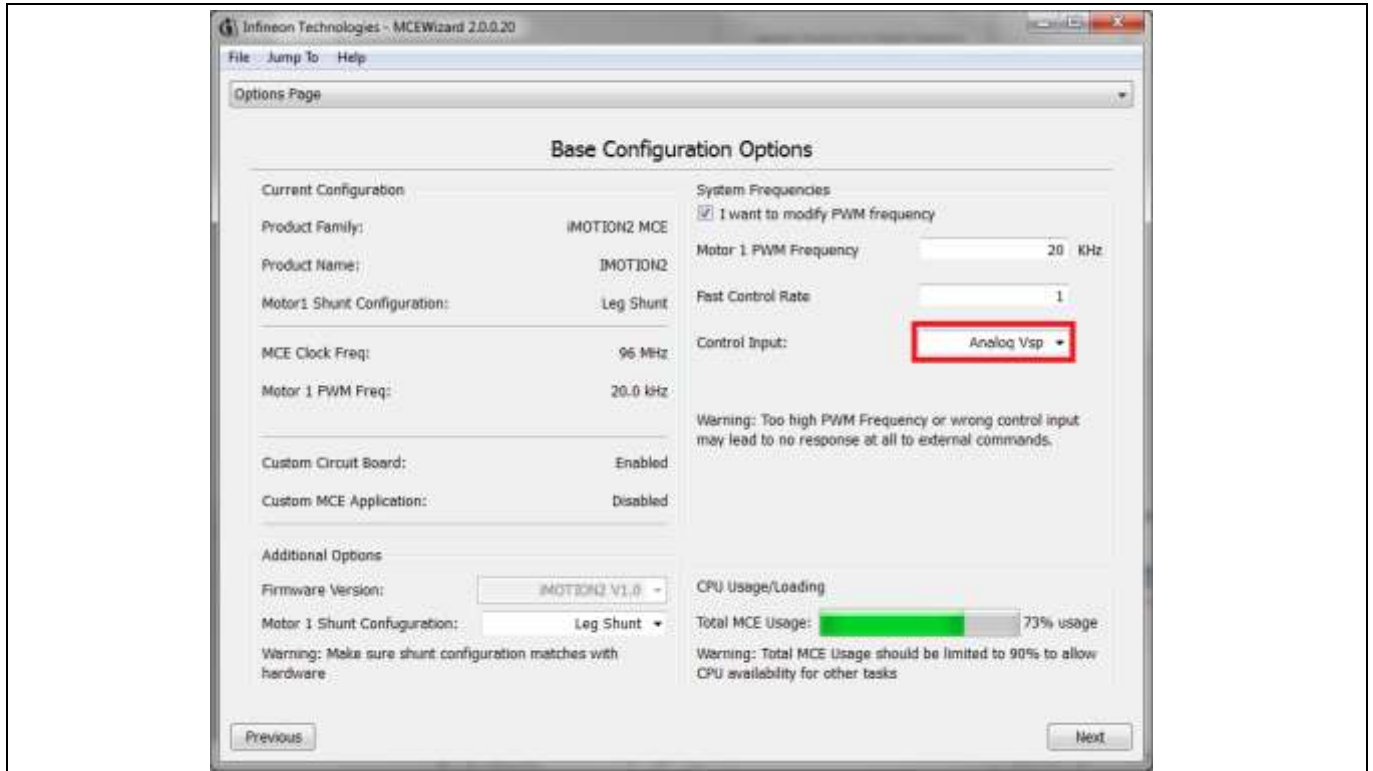 Infineon Technologies - MCEWizard 2.0.0.20
File Jump To Help
Options Page
Base Configuration Options
Current Configuration
Product Family: iMOTION2 MCE
Product Name: IMOTION2
Motor1 Shunt Configuration: Leg Shunt
MCE Clock Freq: 96 MHz
Motor 1 PWM Freq: 20.0 kHz
Custom Circuit Board: Enabled
Custom MCE Application: Disabled
Additional Options
Firmware Version: iMOTION2 V1.0
Motor 1 Shunt Confuguration: Leg Shunt
Warning: Make sure shunt configuration matches with
hardware
System Frequencies
I want to modify PWM frequency
Motor 1 PWM Frequency 20 KHz
Fast Control Rate 1
Control Input: Analog Vsp
Warning: Too high PWM Frequency or wrong control input
may lead to no response at all to external commands.
CPU Usage/Loading
Total MCE Usage: 73% usage
Warning: Total MCE Usage should be limited to 90% to allow
CPU availability for other tasks
Previous
Next